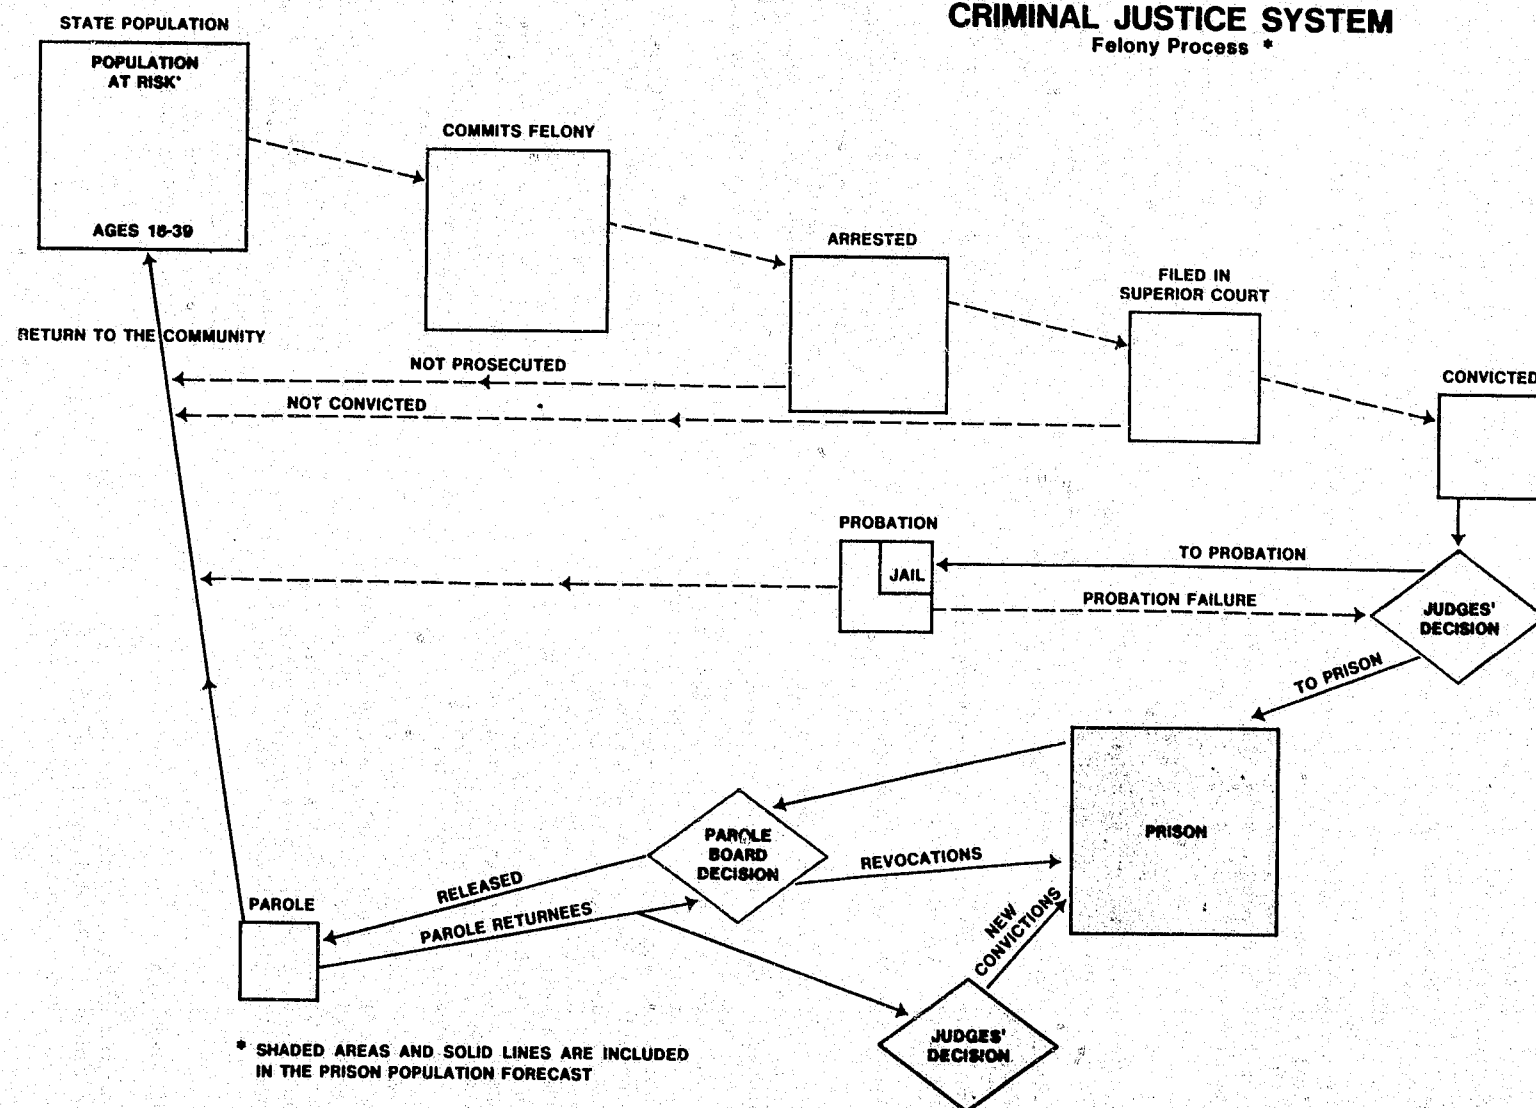 CRIMINAL JUSTICE SYSTEM
Felony Process *
STATE POPULATION
POPULATION
AT RISK*
AGES 18-39
COMMITS FELONY
ARRESTED
FILED IN
SUPERIOR COURT
CONVICTED
RETURN TO THE COMMUNITY
NOT PROSECUTED
NOT CONVICTED
PROBATION
JAIL
TO PROBATION
PROBATION FAILURE
JUDGES'
DECISION
TO PRISON
PRISON
PAROLE
BOARD
DECISION
REVOCATIONS
RELEASED
PAROLE
PAROLE RETURNEES
NEW
CONVICTIONS
JUDGES'
DECISION
* SHADED AREAS AND SOLID LINES ARE INCLUDED
IN THE PRISON POPULATION FORECAST